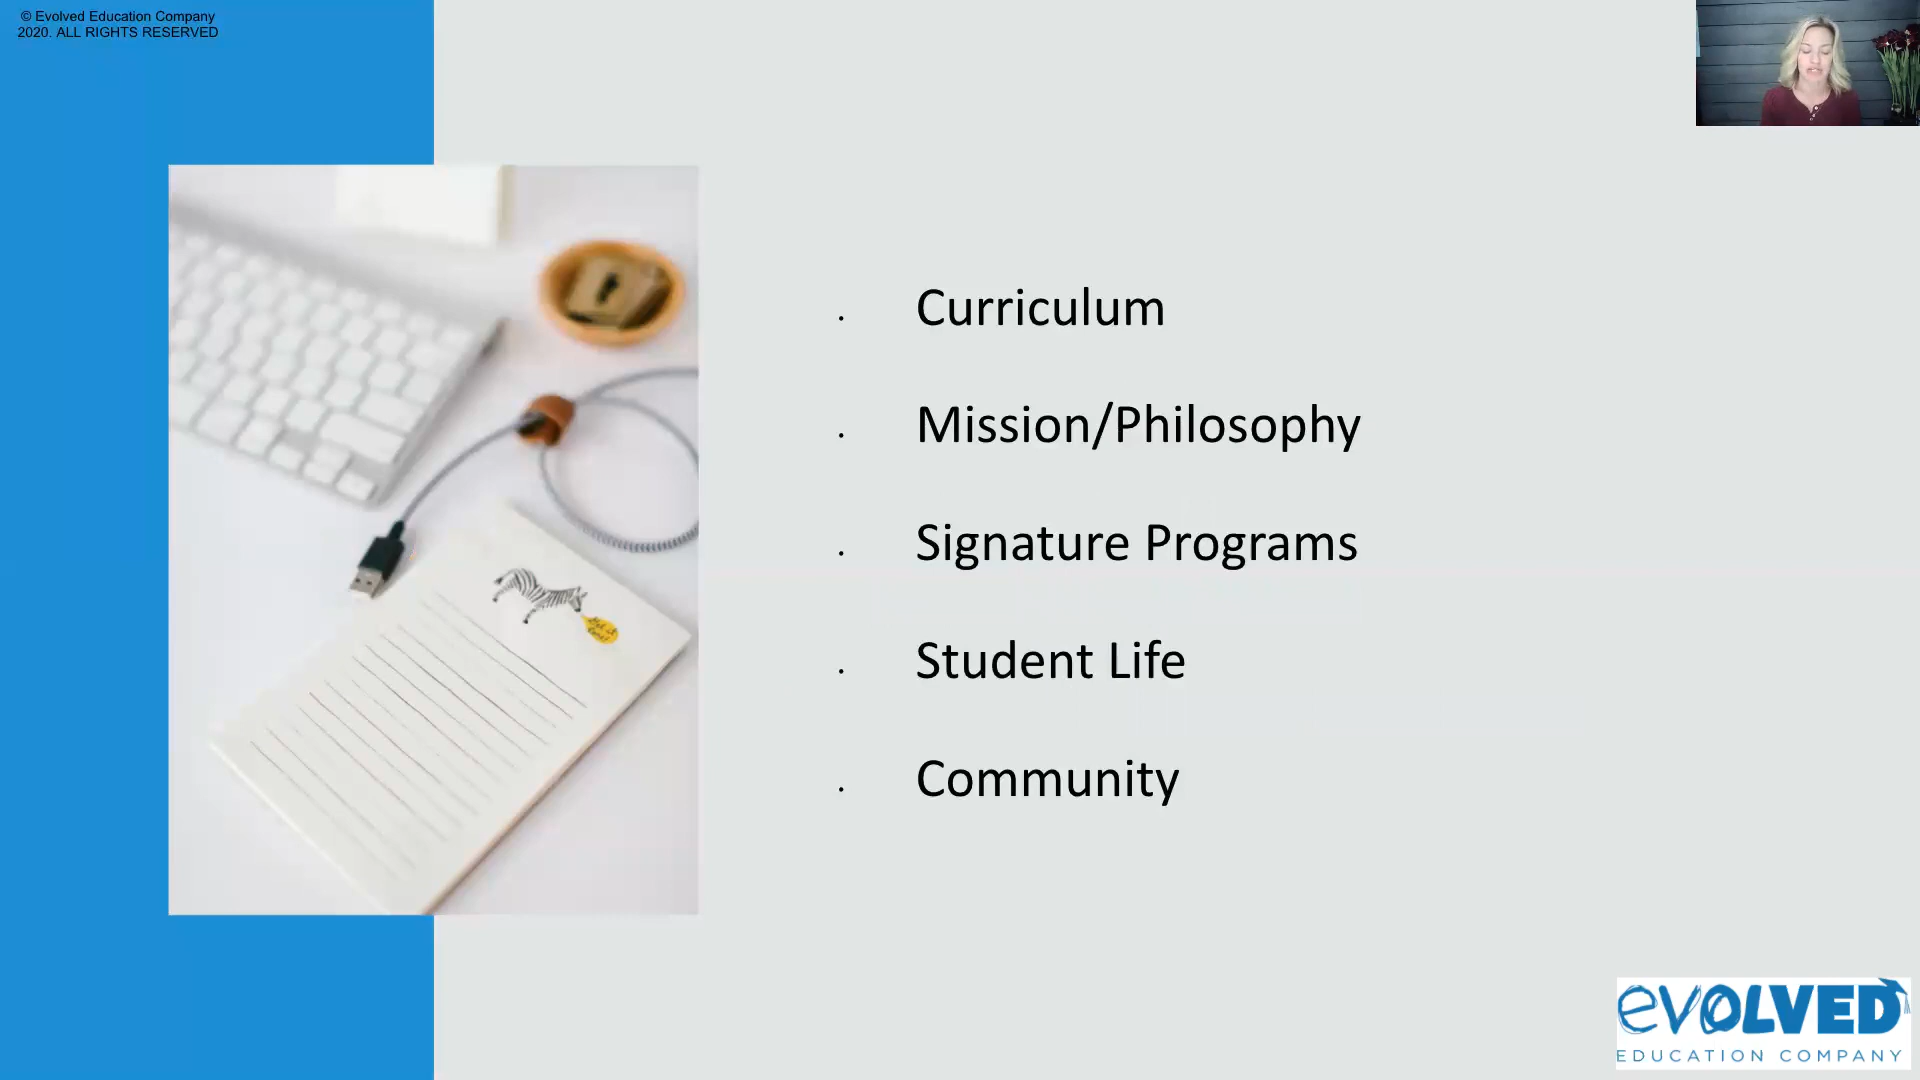 © Evolved Education Company
2020. ALL RIGHTS RESERVED
Curriculum
Mission/Philosophy
Signature Programs
Student Life
Community
evOLVED
EDUCATION COMPANY